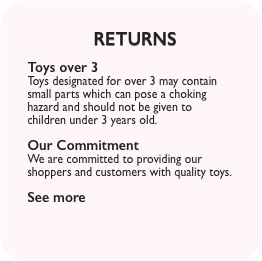 RETURNS
Toys over 3
Toys designated for over 3 may contain
small parts which can pose a choking
hazard and should not be given to
children under 3 years old.
Our Commitment
We are committed to providing our
shoppers and customers with quality toys.
See more